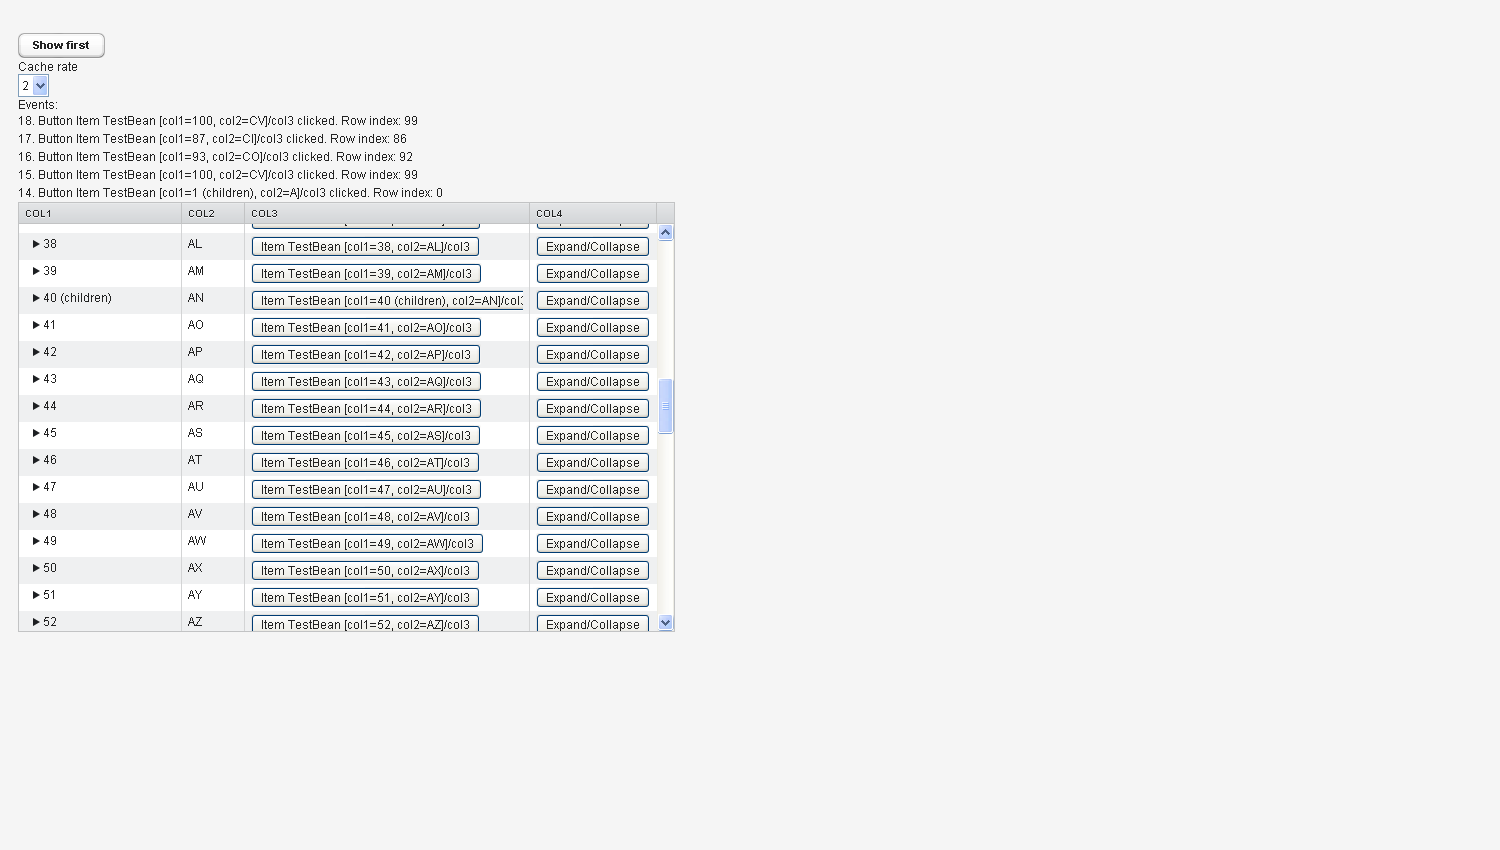 Show first
Cache rate
2
Events:
18. Button Item TestBean [col1=100, col2=CV]/col3 clicked. Row index: 99
17. Button Item TestBean [col1=87, col2=CI]/col3 clicked. Row index: 86
16. Button Item TestBean [col1=93, col2=CO]/col3 clicked. Row index: 92
15. Button Item TestBean [col1=100, col2=CV]/col3 clicked. Row index: 99
14. Button Item TestBean [col1=1 (children), col2=A]/col3 clicked. Row index: 0
COL1 COL2 COL3 COL4
38 AL Item TestBean [col1=38, col2=AL]/col3 Expand/Collapse
39 AM Item TestBean [col1=39, col2=AM]/col3 Expand/Collapse
40 (children) AN Item TestBean [col1=40 (children), col2=AN]/col3 Expand/Collapse
41 AO Item TestBean [col1=41, col2=AO]/col3 Expand/Collapse
42 AP Item TestBean [col1=42, col2=AP]/col3 Expand/Collapse
43 AQ Item TestBean [col1=43, col2=AQ]/col3 Expand/Collapse
44 AR Item TestBean [col1=44, col2=AR]/col3 Expand/Collapse
45 AS Item TestBean [col1=45, col2=AS]/col3 Expand/Collapse
46 AT Item TestBean [col1=46, col2=AT]/col3 Expand/Collapse
47 AU Item TestBean [col1=47, col2=AU]/col3 Expand/Collapse
48 AV Item TestBean [col1=48, col2=AV]/col3 Expand/Collapse
49 AW Item TestBean [col1=49, col2=AW]/col3 Expand/Collapse
50 AX Item TestBean [col1=50, col2=AX]/col3 Expand/Collapse
51 AY Item TestBean [col1=51, col2=AY]/col3 Expand/Collapse
52 AZ Item TestBean [col1=52, col2=AZ]/col3 Expand/Collapse